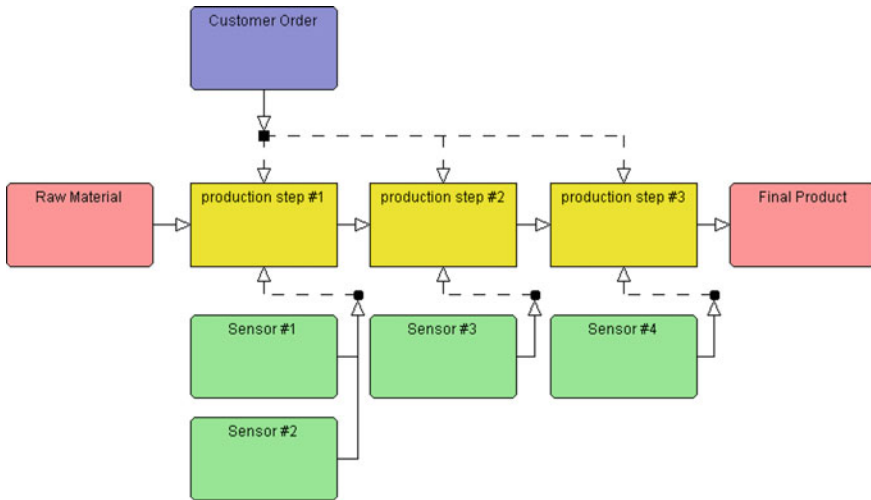 Customer Order
Raw Material
production step #1
production step #2
production step #3
Final Product
Sensor #1
Sensor #3
Sensor #4
Sensor #2